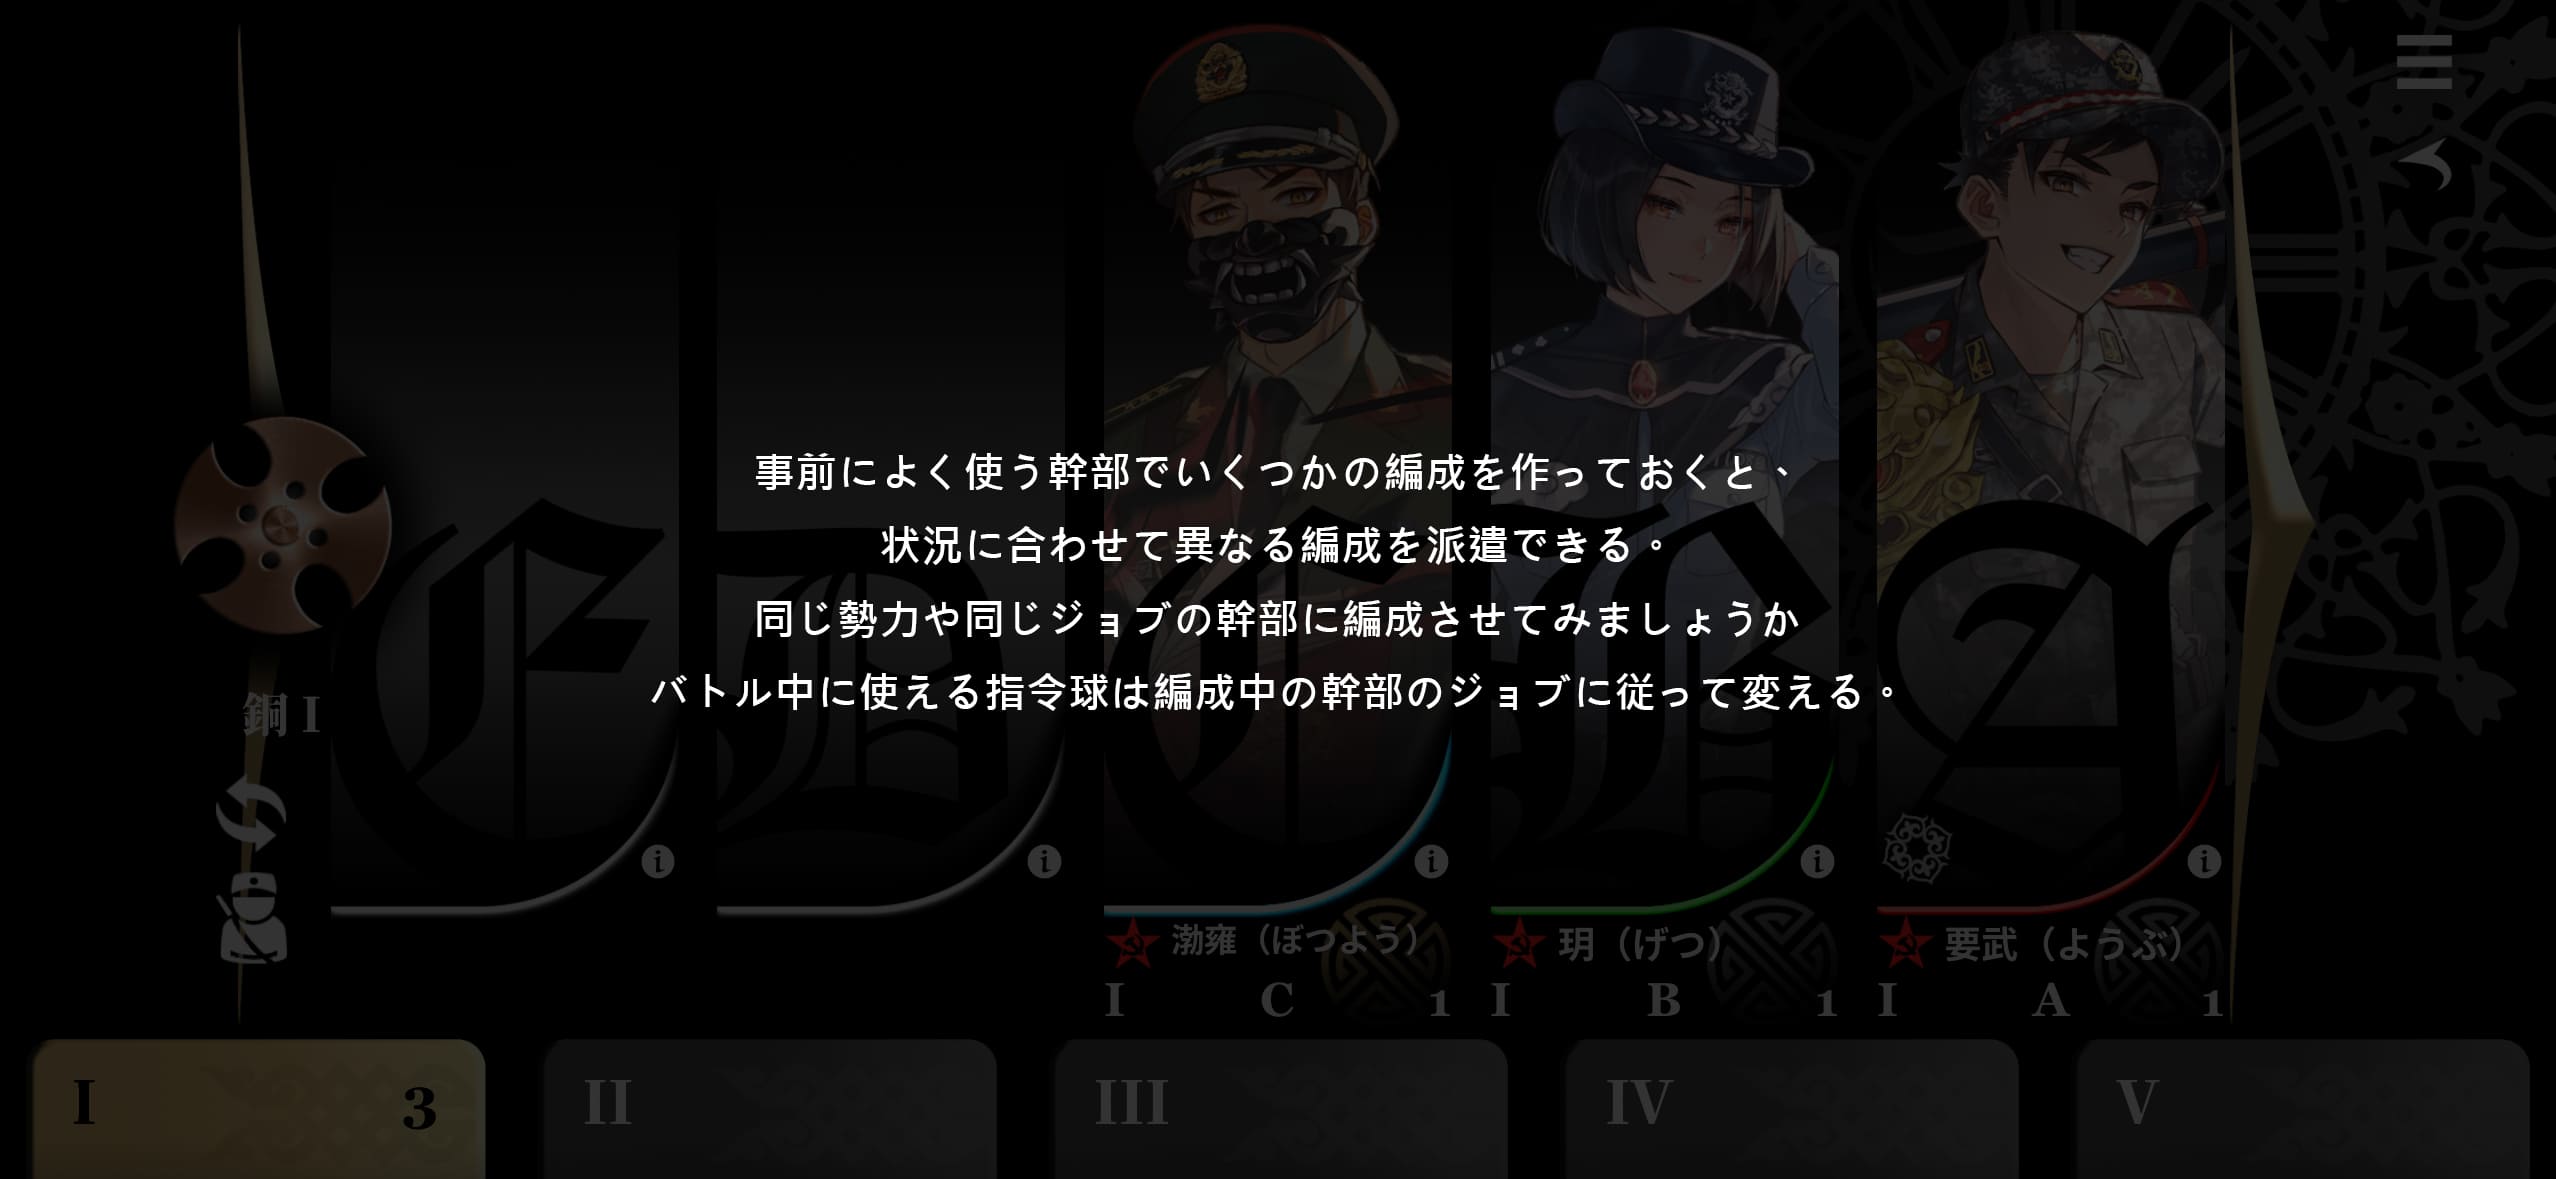 事前によく使う幹部でいくつかの編成を作っておくと、
状況に合わせて異なる編成を派遣できる。
同じ勢力や同じジョブの幹部に編成させてみましょうか
バトル中に使える指令球は編成中の幹部のジョブに従って変える。
銅 I
E
D
C
B
A
i
i
i
i
i
渤雍（ぼつよう）
I C 1
玥（げつ）
I B 1
要武（ようぶ）
I A 1
I 3
II
III
IV
V